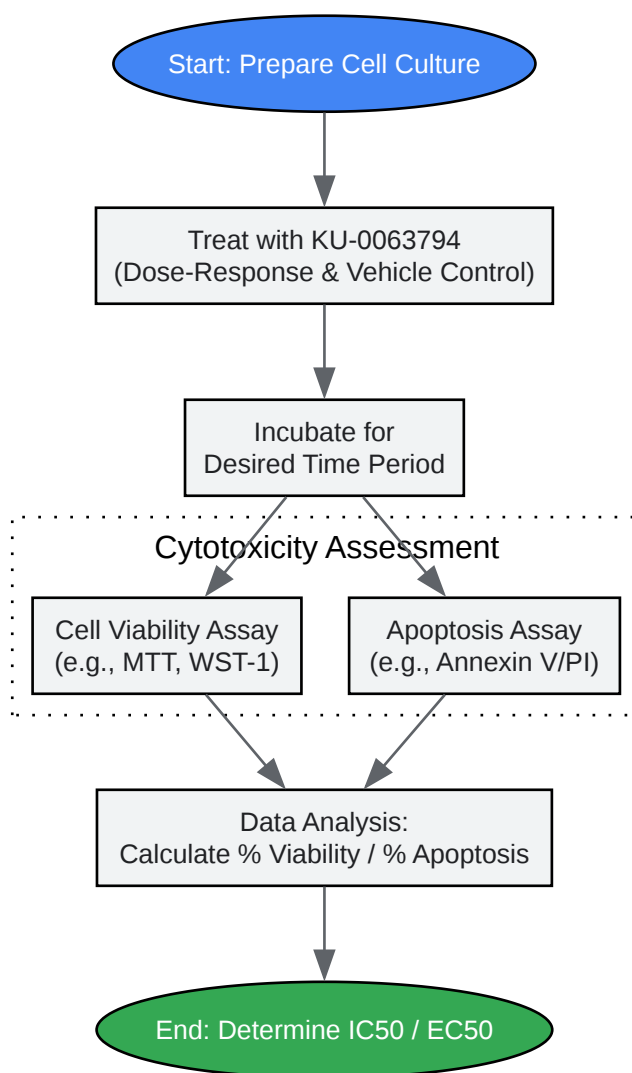 Start: Prepare Cell Culture
Treat with KU-0063794
(Dose-Response & Vehicle Control)
Incubate for
Desired Time Period
Cytotoxicity Assessment
Cell Viability Assay
(e.g., MTT, WST-1)
Apoptosis Assay
(e.g., Annexin V/PI)
Data Analysis:
Calculate % Viability / % Apoptosis
End: Determine IC50 / EC50